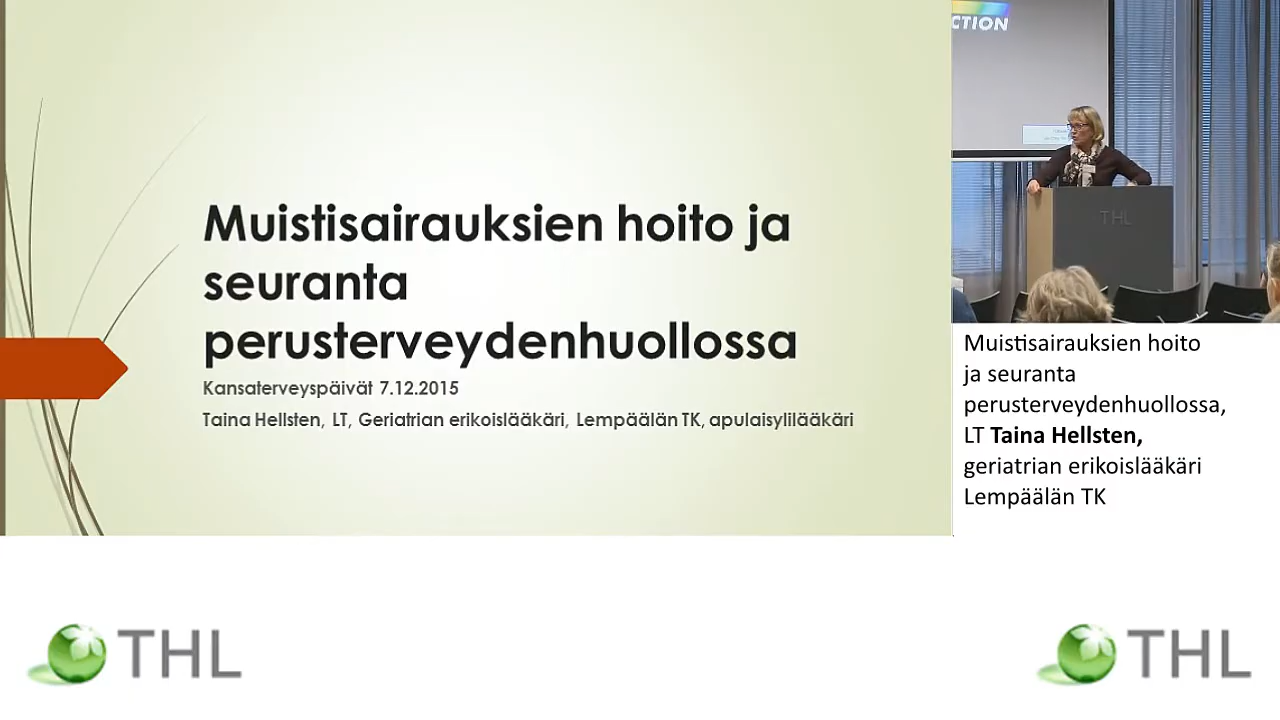 Muistisairauksien hoito ja
seuranta
perusterveydenhuollossa
Kansaterveyspäivät 7.12.2015
Taina Hellsten, LT, Geriatrian erikoislääkäri, Lempäälän TK, apulaisylilääkäri
CTION
THL
Muistisairauksien hoito
ja seuranta
perusterveydenhuollossa,
LT Taina Hellsten,
geriatrian erikoislääkäri
Lempäälän TK
THL
THL